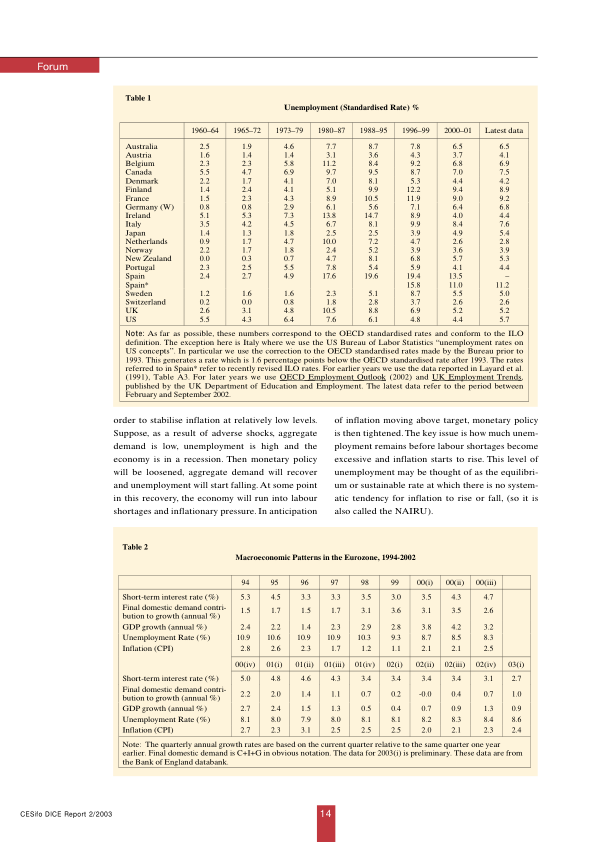 Forum
Table 1
Unemployment (Standardised Rate) %
1960–64 1965–72 1973–79 1980–87 1988–95 1996–99 2000–01 Latest data
Australia 2.5 1.9 4.6 7.7 8.7 7.8 6.5 6.5
Austria 1.6 1.4 1.4 3.1 3.6 4.3 3.7 4.1
Belgium 2.3 2.3 5.8 11.2 8.4 9.2 6.8 6.9
Canada 5.5 4.7 6.9 9.7 9.5 8.7 7.0 7.5
Denmark 2.2 1.7 4.1 7.0 8.1 5.3 4.4 4.2
Finland 1.4 2.4 4.1 5.1 9.9 12.2 9.4 8.9
France 1.5 2.3 4.3 8.9 10.5 11.9 9.0 9.2
Germany (W) 0.8 0.8 2.9 6.1 5.6 7.1 6.4 6.8
Ireland 5.1 5.3 7.3 13.8 14.7 8.9 4.0 4.4
Italy 3.5 4.2 4.5 6.7 8.1 9.9 8.4 7.6
Japan 1.4 1.3 1.8 2.5 2.5 3.9 4.9 5.4
Netherlands 0.9 1.7 4.7 10.0 7.2 4.7 2.6 2.8
Norway 2.2 1.7 1.8 2.4 5.2 3.9 3.6 3.9
New Zealand 0.0 0.3 0.7 4.7 8.1 6.8 5.7 5.3
Portugal 2.3 2.5 5.5 7.8 5.4 5.9 4.1 4.4
Spain 2.4 2.7 4.9 17.6 19.6 19.4 13.5 –
Spain* 15.8 11.0 11.2
Sweden 1.2 1.6 1.6 2.3 5.1 8.7 5.5 5.0
Switzerland 0.2 0.0 0.8 1.8 2.8 3.7 2.6 2.6
UK 2.6 3.1 4.8 10.5 8.8 6.9 5.2 5.2
US 5.5 4.3 6.4 7.6 6.1 4.8 4.4 5.7
Note: As far as possible, these numbers correspond to the OECD standardised rates and conform to the ILO
definition. The exception here is Italy where we use the US Bureau of Labor Statistics "unemployment rates on
US concepts". In particular we use the correction to the OECD standardised rates made by the Bureau prior to
1993. This generates a rate which is 1.6 percentage points below the OECD standardised rate after 1993. The rates
referred to in Spain* refer to recently revised ILO rates. For earlier years we use the data reported in Layard et al.
(1991), Table A3. For later years we use OECD Employment Outlook (2002) and UK Employment Trends,
published by the UK Department of Education and Employment. The latest data refer to the period between
February and September 2002.
order to stabilise inflation at relatively low levels.
Suppose, as a result of adverse shocks, aggregate
demand is low, unemployment is high and the
economy is in a recession. Then monetary policy
will be loosened, aggregate demand will recover
and unemployment will start falling. At some point
in this recovery, the economy will run into labour
shortages and inflationary pressure. In anticipation
of inflation moving above target, monetary policy
is then tightened. The key issue is how much unem-
ployment remains before labour shortages become
excessive and inflation starts to rise. This level of
unemployment may be thought of as the equilibri-
um or sustainable rate at which there is no system-
atic tendency for inflation to rise or fall, (so it is
also called the NAIRU).
Table 2
Macroeconomic Patterns in the Eurozone, 1994-2002
94 95 96 97 98 99 00(i) 00(ii) 00(iii)
Short-term interest rate (%) 5.3 4.5 3.3 3.3 3.5 3.0 3.5 4.3 4.7
Final domestic demand contri-
bution to growth (annual %) 1.5 1.7 1.5 1.7 3.1 3.6 3.1 3.5 2.6
GDP growth (annual %) 2.4 2.2 1.4 2.3 2.9 2.8 3.8 4.2 3.2
Unemployment Rate (%) 10.9 10.6 10.9 10.9 10.3 9.3 8.7 8.5 8.3
Inflation (CPI) 2.8 2.6 2.3 1.7 1.2 1.1 2.1 2.1 2.5
00(iv) 01(i) 01(ii) 01(iii) 01(iv) 02(i) 02(ii) 02(iii) 02(iv) 03(i)
Short-term interest rate (%) 5.0 4.8 4.6 4.3 3.4 3.4 3.4 3.4 3.1 2.7
Final domestic demand contri-
bution to growth (annual %) 2.2 2.0 1.4 1.1 0.7 0.2 -0.0 0.4 0.7 1.0
GDP growth (annual %) 2.7 2.4 1.5 1.3 0.5 0.4 0.7 0.9 1.3 0.9
Unemployment Rate (%) 8.1 8.0 7.9 8.0 8.1 8.1 8.2 8.3 8.4 8.6
Inflation (CPI) 2.7 2.3 3.1 2.5 2.5 2.5 2.0 2.1 2.3 2.4
Note: The quarterly annual growth rates are based on the current quarter relative to the same quarter one year
earlier. Final domestic demand is C+I+G in obvious notation. The data for 2003(i) is preliminary. These data are from
the Bank of England databank.
CESifo DICE Report 2/2003
14